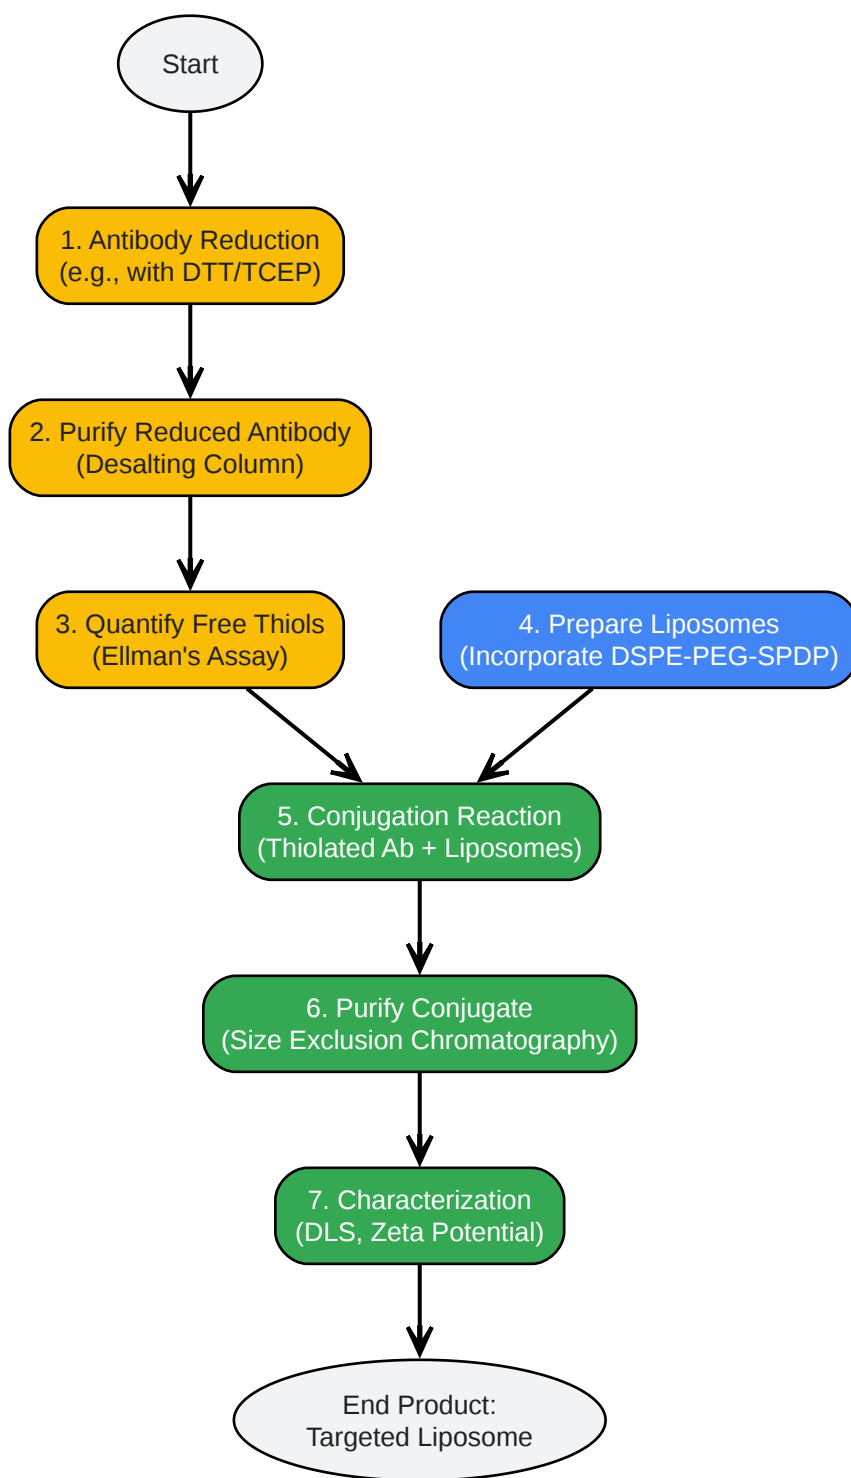 Start
1. Antibody Reduction
(e.g., with DTT/TCEP)
2. Purify Reduced Antibody
(Desalting Column)
3. Quantify Free Thiols
(Ellman's Assay)
4. Prepare Liposomes
(Incorporate DSPE-PEG-SPDP)
5. Conjugation Reaction
(Thiolated Ab + Liposomes)
6. Purify Conjugate
(Size Exclusion Chromatography)
7. Characterization
(DLS, Zeta Potential)
End Product:
Targeted Liposome